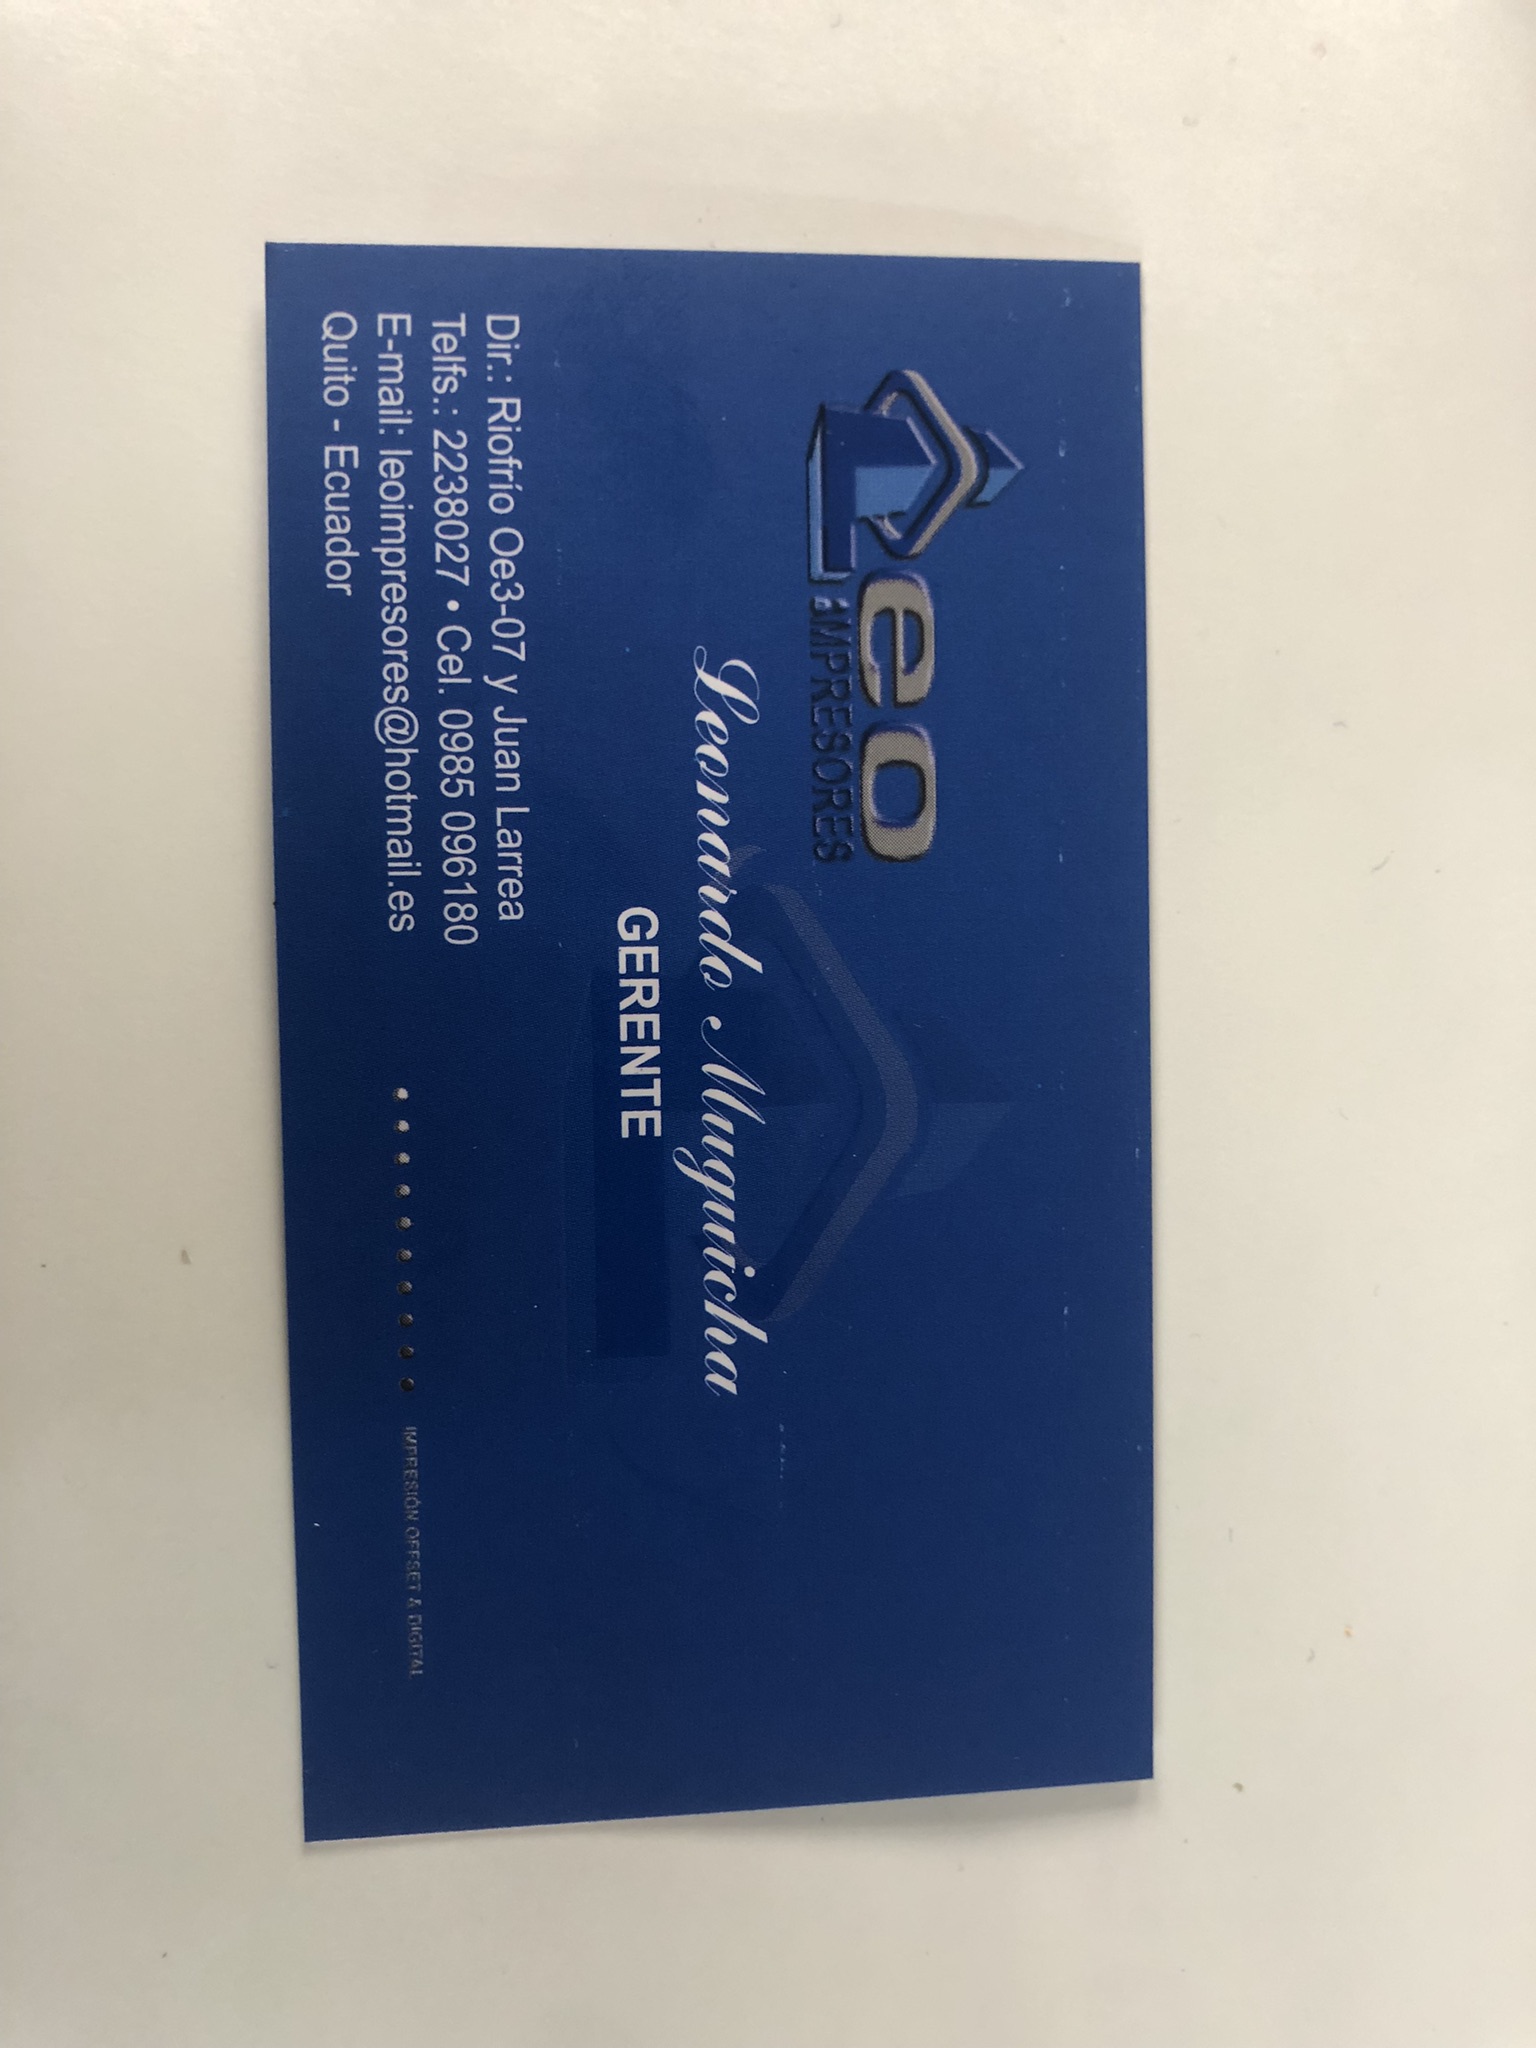 Leo
IMPRESORES
Leonardo Muguicha
GERENTE
Dir.: Riofrío Oe3-07 y Juan Larrea
Telfs.: 2238027 • Cel. 0985 096180
E-mail: leoimpresores@hotmail.es
Quito - Ecuador
IMPRESIÓN OFFSET & DIGITAL